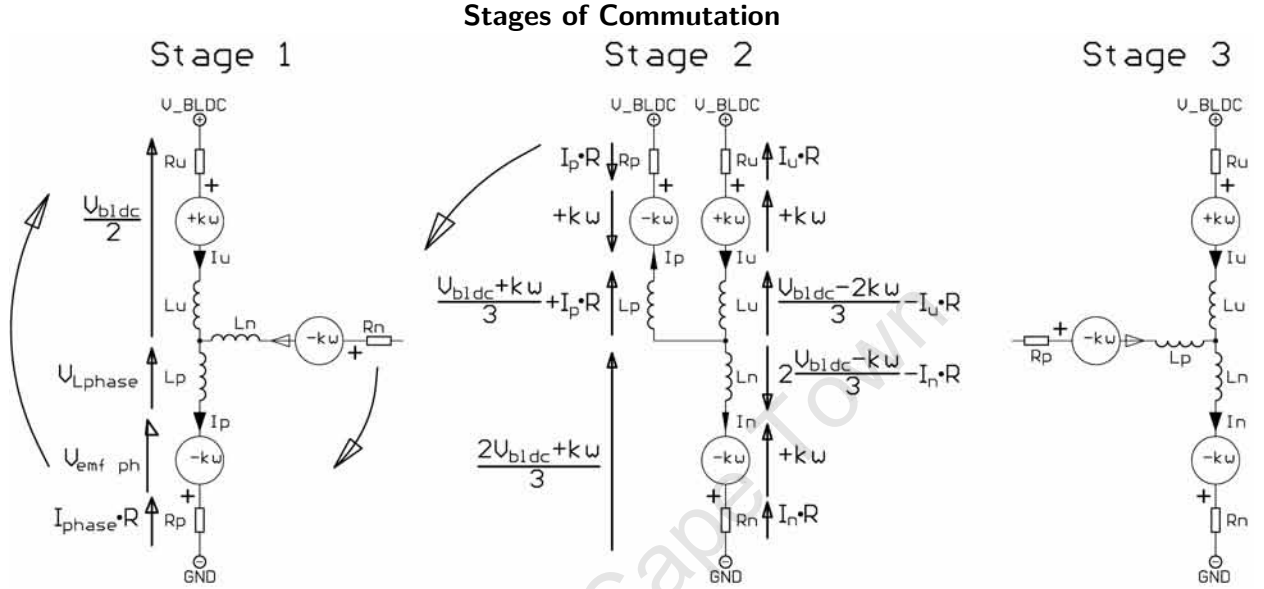 Stages of Commutation
Stage 1
V_BLDC
Ru
+
+kω
Vbldc
2
Iu
Lu
Ln
Rn
-kω
+
VLphase
Lp
Ip
Vemf ph
-kω
+
Iphase•R
Rp
GND
Stage 2
V_BLDC V_BLDC
Ip•R
Rp
Ru
Iu•R
+
+
+kω
-kω
+kω
+kω
Ip
Iu
Vbldc+kω
3
+Ip•R
Lp
Lu
Vbldc-2kω
3
-Iu•R
Ln
2
Vbldc-kω
3
-In•R
In
2Vbldc+kω
3
-kω
+kω
+
Rn
In•R
GND
Stage 3
V_BLDC
Ru
+
+kω
Iu
Lu
Rp
+
-kω
Lp
Ln
In
-kω
+
Rn
GND
Cape Town